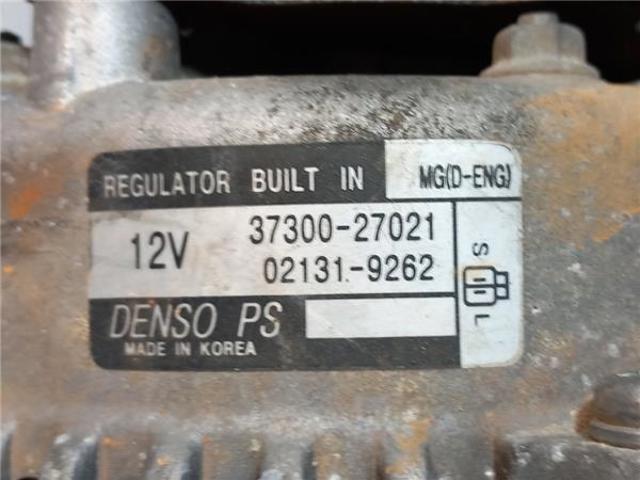 REGULATOR BUILT IN MG(D-ENG)
12V 37300-27021
02131-9262
S
L
DENSO PS
MADE IN KOREA